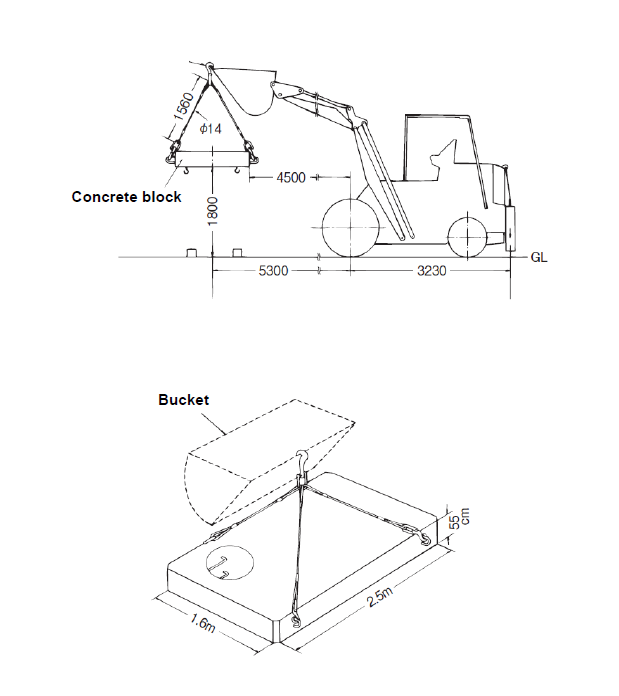 1560
φ14
4500
Concrete block
1800
GL
5300
3230
Bucket
55
cm
2.5m
1.6m